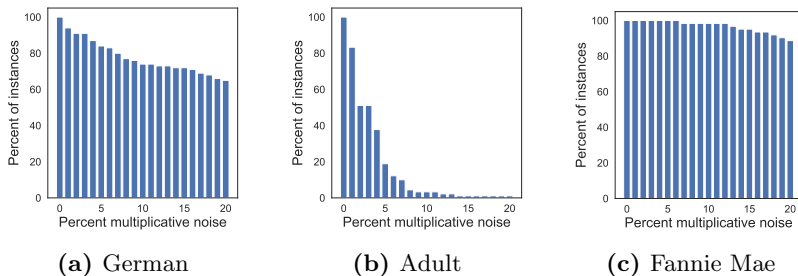 100
80
60
40
20
0
Percent of instances
0 5 10 15 20
Percent multiplicative noise
(a) German
100
80
60
40
20
0
Percent of instances
0 5 10 15 20
Percent multiplicative noise
(b) Adult
100
80
60
40
20
0
Percent of instances
0 5 10 15 20
Percent multiplicative noise
(c) Fannie Mae